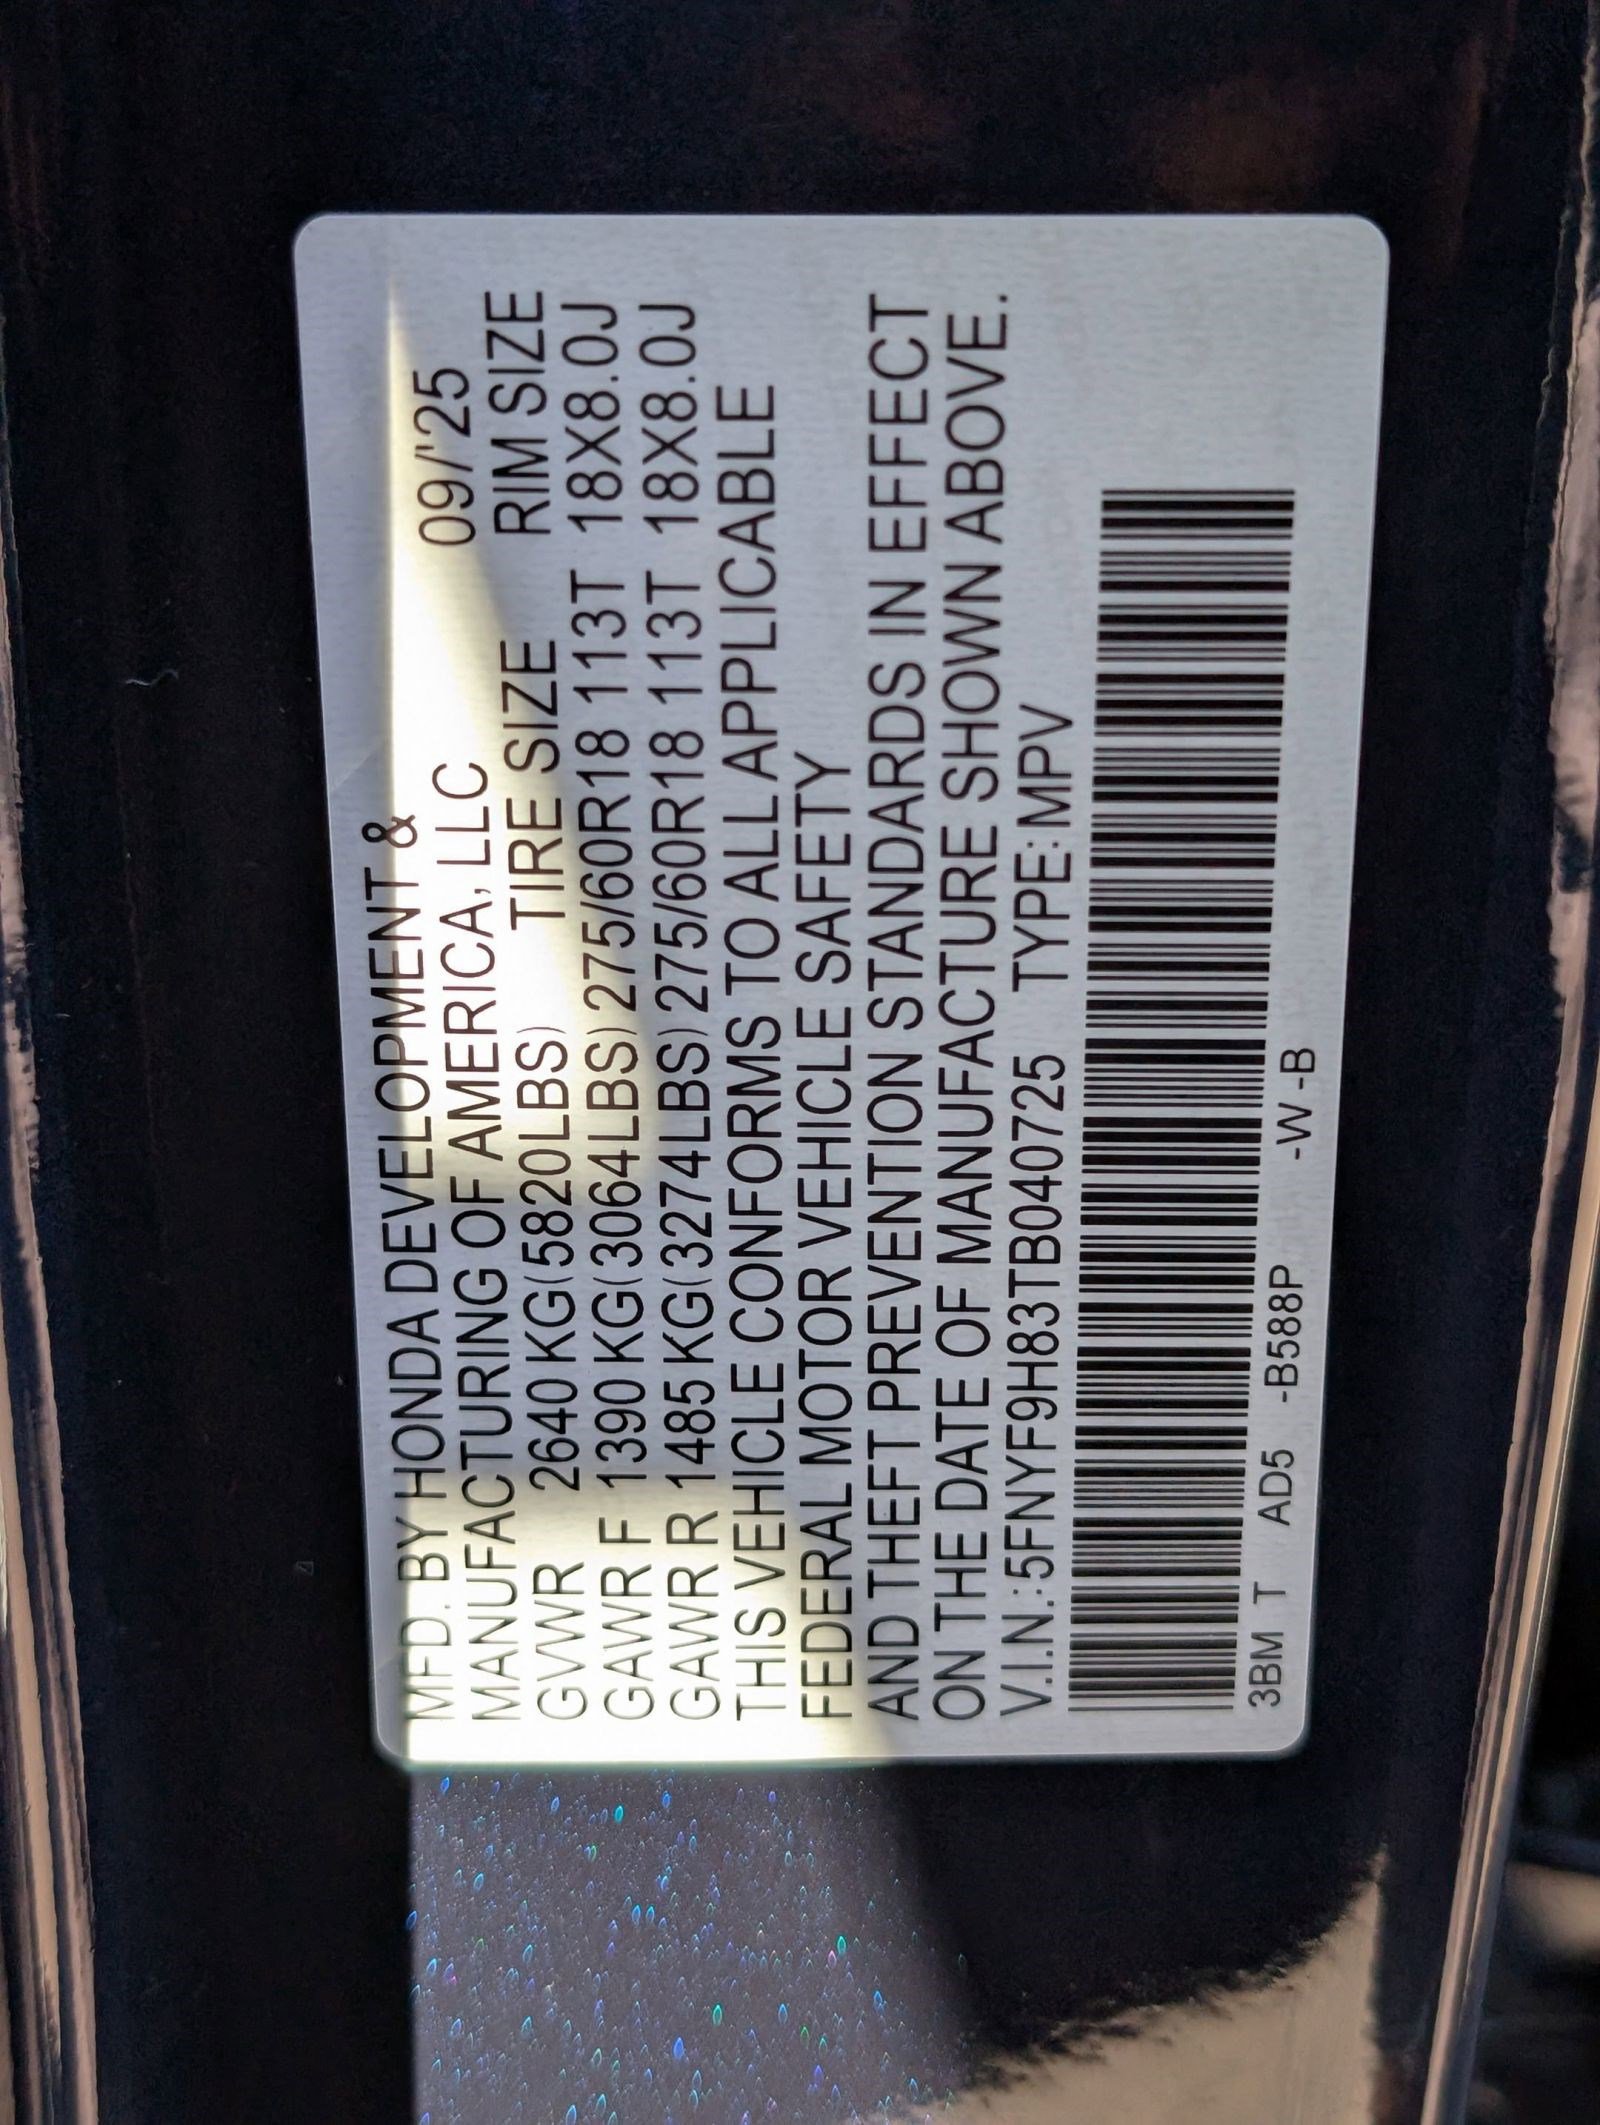 MFD. BY HONDA DEVELOPMENT &
MANUFACTURING OF AMERICA, LLC 09/'25
GVWR 2640 KG(5820LBS) TIRE SIZE RIM SIZE
GAWR F 1390 KG(3064LBS) 275/60R18 113T 18X8.0J
GAWR R 1485 KG(3274LBS) 275/60R18 113T 18X8.0J
THIS VEHICLE CONFORMS TO ALL APPLICABLE
FEDERAL MOTOR VEHICLE SAFETY
AND THEFT PREVENTION STANDARDS IN EFFECT
ON THE DATE OF MANUFACTURE SHOWN ABOVE.
V.I.N.:5FNYF9H83TB040725 TYPE:MPV
3BM T AD5 -B588P -W -B